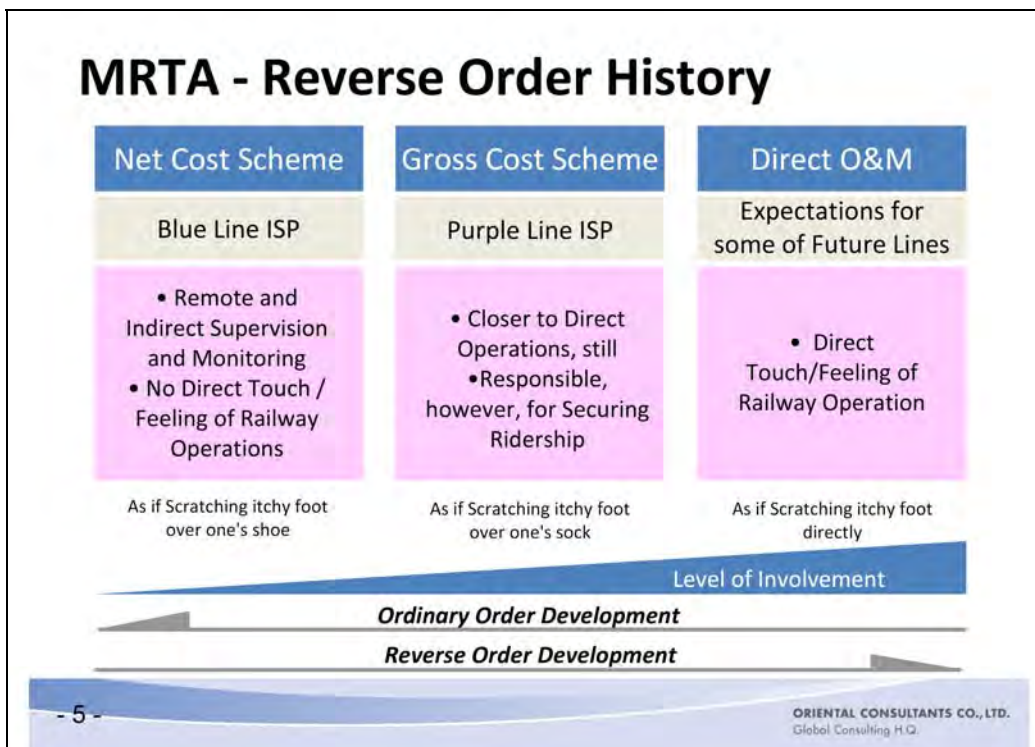 MRTA - Reverse Order History
Net Cost Scheme
Blue Line ISP
• Remote and
Indirect Supervision
and Monitoring
• No Direct Touch /
Feeling of Railway
Operations
As if Scratching itchy foot
over one's shoe
Gross Cost Scheme
Purple Line ISP
• Closer to Direct
Operations, still
•Responsible,
however, for Securing
Ridership
As if Scratching itchy foot
over one's sock
Direct O&M
Expectations for
some of Future Lines
• Direct
Touch/Feeling of
Railway Operation
As if Scratching itchy foot
directly
Level of Involvement
Ordinary Order Development
Reverse Order Development
- 5 -
ORIENTAL CONSULTANTS CO., LTD.
Global Consulting H.Q.